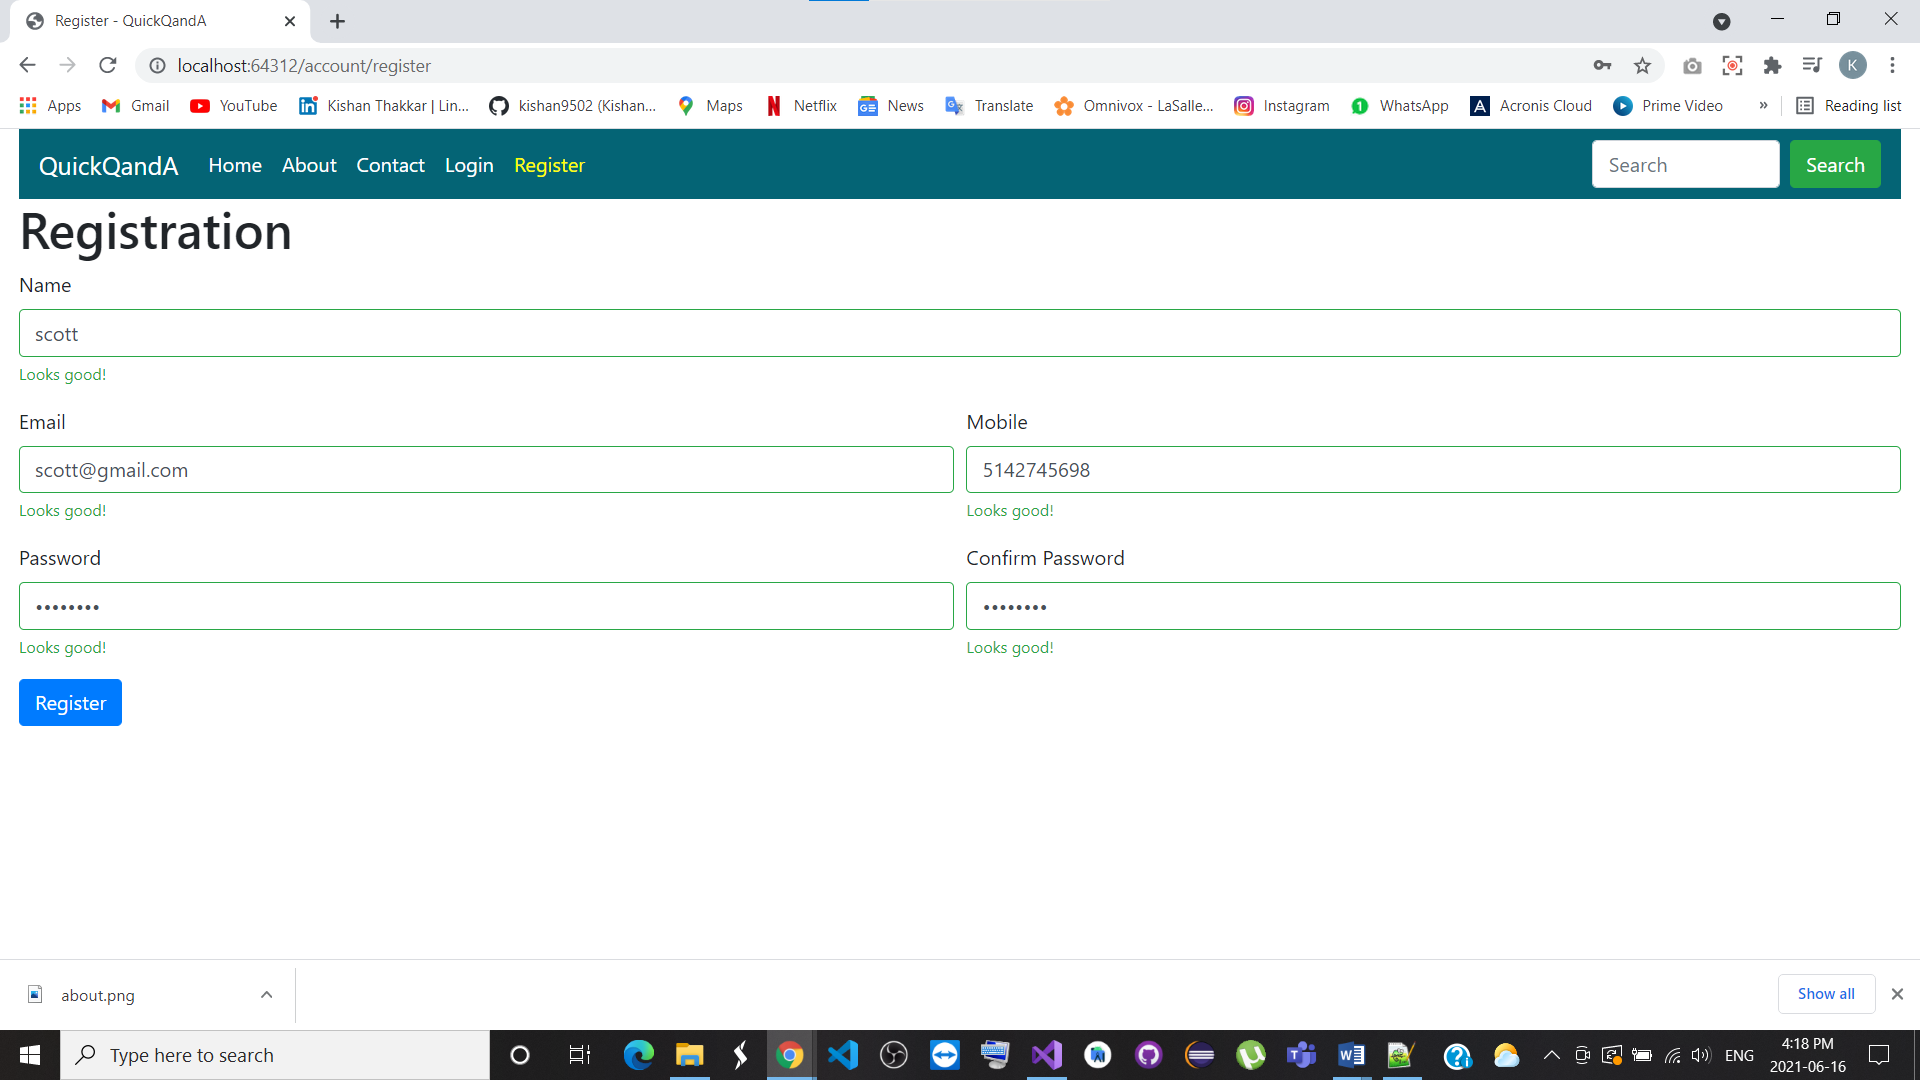 Register - QuickQandA
localhost:64312/account/register
K
Apps Gmail YouTube Kishan Thakkar | Lin... kishan9502 (Kishan... Maps Netflix News Translate Omnivox - LaSalle... Instagram WhatsApp Acronis Cloud Prime Video » Reading list
QuickQandA Home About Contact Login Register Search Search
Registration
Name
scott
Looks good!
Email Mobile
scott@gmail.com 5142745698
Looks good! Looks good!
Password Confirm Password
•••••••• ••••••••
Looks good! Looks good!
Register
about.png Show all
Type here to search ENG 4:18 PM
2021-06-16